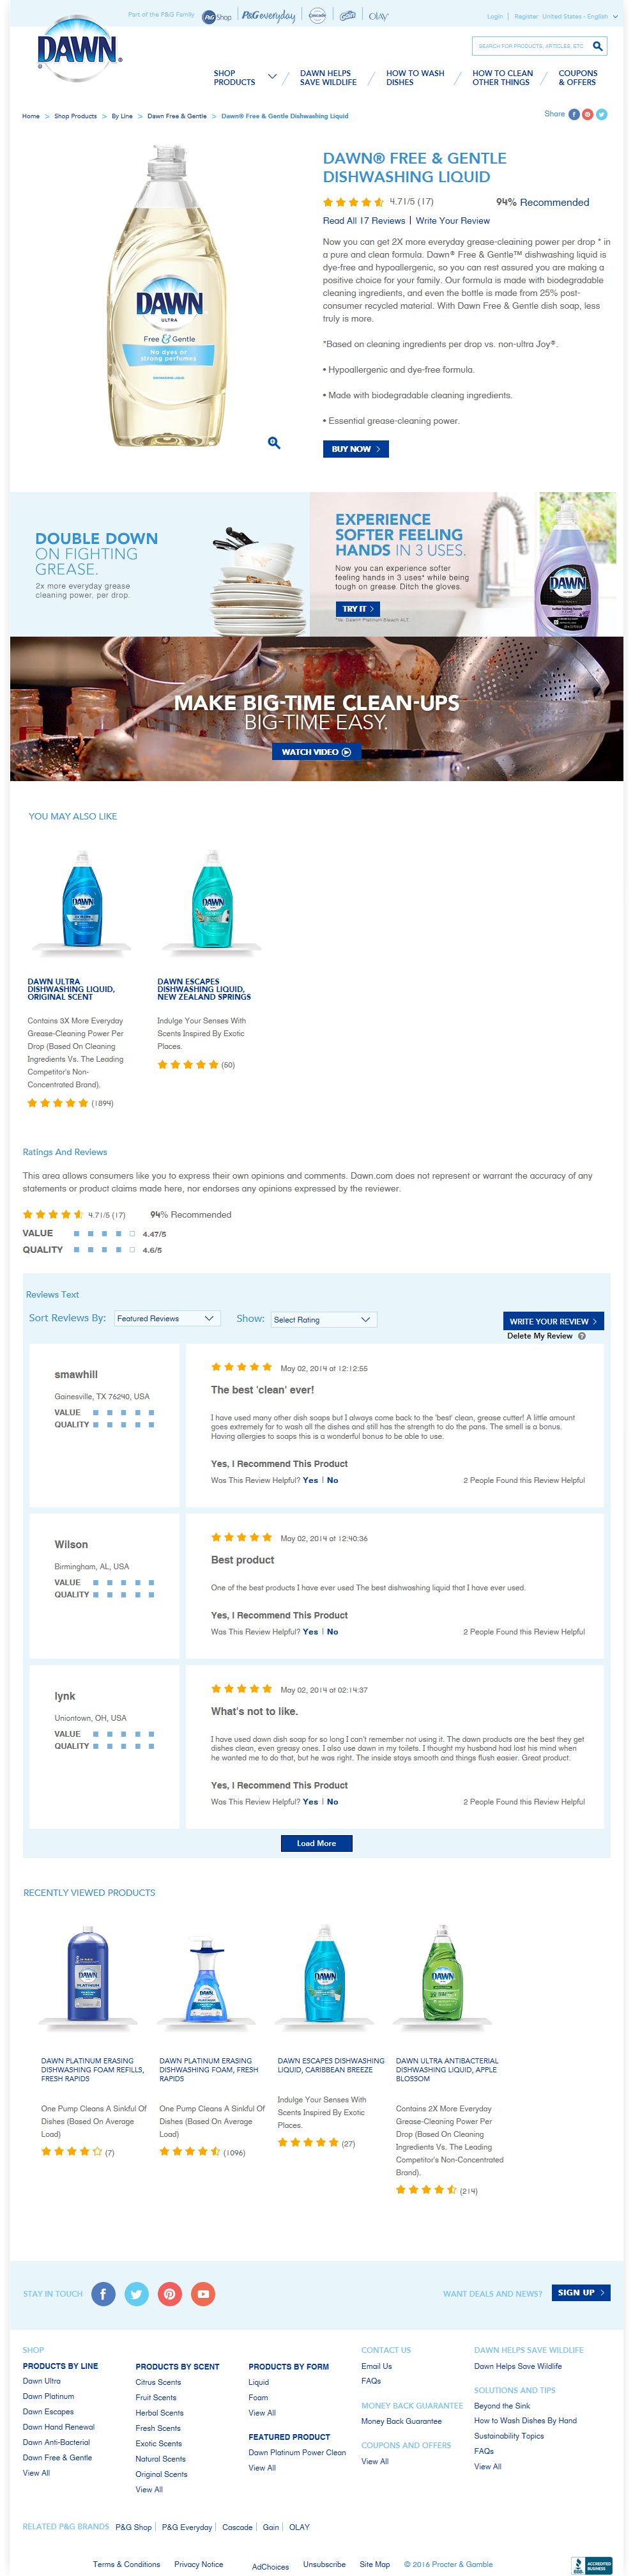 Part of the P&G Family
P&G Shop
P&G everyday
Cascade
OLAY
Login | Register United States - English
DAWN
SEARCH FOR PRODUCTS, ARTICLES, ETC
SHOP PRODUCTS
DAWN HELPS SAVE WILDLIFE
HOW TO WASH DISHES
HOW TO CLEAN OTHER THINGS
COUPONS & OFFERS
Home > Shop Products > By Line > Dawn Free & Gentle > Dawn® Free & Gentle Dishwashing Liquid
Share
DAWN® FREE & GENTLE
DISHWASHING LIQUID
4.71/5 (17)
94% Recommended
Read All 17 Reviews | Write Your Review
Now you can get 2X more everyday grease-cleaning power per drop * in
a pure and clean formula. Dawn® Free & Gentle™ dishwashing liquid is
dye-free and hypoallergenic, so you can rest assured you are making a
positive choice for your family. Our formula is made with biodegradable
cleaning ingredients, and even the bottle is made from 25% post-
consumer recycled material. With Dawn Free & Gentle dish soap, less
truly is more.
*Based on cleaning ingredients per drop vs. non-ultra Joy®.
• Hypoallergenic and dye-free formula.
• Made with biodegradable cleaning ingredients.
• Essential grease-cleaning power.
BUY NOW
DAWN
ULTRA
Free & Gentle
No dyes or
strong perfumes
DISHWASHING LIQUID
DOUBLE DOWN
ON FIGHTING
GREASE.
2x more everyday grease
cleaning power, per drop.
EXPERIENCE
SOFTER FEELING
HANDS IN 3 USES.
Now you can experience softer
feeling hands in 3 uses* while being
tough on grease. Ditch the gloves.
TRY IT
*Vs. Dawn® Platinum Bleach ALT.
DAWN
MAKE BIG-TIME CLEAN-UPS
BIG-TIME EASY.
WATCH VIDEO
YOU MAY ALSO LIKE
DAWN
DAWN
DAWN ULTRA
DISHWASHING LIQUID,
ORIGINAL SCENT
Contains 3X More Everyday
Grease-Cleaning Power Per
Drop (Based On Cleaning
Ingredients Vs. The Leading
Competitor's Non-
Concentrated Brand).
(1894)
DAWN ESCAPES
DISHWASHING LIQUID,
NEW ZEALAND SPRINGS
Indulge Your Senses With
Scents Inspired By Exotic
Places.
(50)
Ratings And Reviews
This area allows consumers like you to express their own opinions and comments. Dawn.com does not represent or warrant the accuracy of any
statements or product claims made here, nor endorses any opinions expressed by the reviewer.
4.71/5 (17) 94% Recommended
VALUE 4.47/5
QUALITY 4.6/5
Reviews Text
Sort Reviews By: Featured Reviews
Show: Select Rating
WRITE YOUR REVIEW
Delete My Review ?
smawhill
Gainesville, TX 76240, USA
VALUE
QUALITY
May 02, 2014 at 12:12:55
The best 'clean' ever!
I have used many other dish soaps but I always come back to the 'best' clean, grease cutter! A little amount
goes extremely far to wash all the dishes and still has the strength to do the pans. The smell is a bonus.
Having allergies to soaps this is a wonderful bonus to be able to use.
Yes, I Recommend This Product
Was This Review Helpful? Yes | No
2 People Found this Review Helpful
Wilson
Birmingham, AL, USA
VALUE
QUALITY
May 02, 2014 at 12:40:36
Best product
One of the best products I have ever used The best dishwashing liquid that I have ever used.
Yes, I Recommend This Product
Was This Review Helpful? Yes | No
2 People Found this Review Helpful
lynk
Uniontown, OH, USA
VALUE
QUALITY
May 02, 2014 at 02:14:37
What's not to like.
I have used dawn dish soap for so long I can't remember not using it. The dawn products are the best they get
dishes clean, even greasy ones. I also use dawn in my toilets. I thought my husband had lost his mind when
he wanted me to do that, but he was right. The inside stays smooth and things flush easier. Great product.
Yes, I Recommend This Product
Was This Review Helpful? Yes | No
2 People Found this Review Helpful
Load More
RECENTLY VIEWED PRODUCTS
DAWN
PLATINUM
DAWN
DAWN
DAWN
DAWN PLATINUM ERASING
DISHWASHING FOAM REFILLS,
FRESH RAPIDS
One Pump Cleans A Sinkful Of
Dishes (Based On Average
Load)
(7)
DAWN PLATINUM ERASING
DISHWASHING FOAM, FRESH
RAPIDS
One Pump Cleans A Sinkful Of
Dishes (Based On Average
Load)
(1096)
DAWN ESCAPES DISHWASHING
LIQUID, CARIBBEAN BREEZE
Indulge Your Senses With
Scents Inspired By Exotic
Places.
(27)
DAWN ULTRA ANTIBACTERIAL
DISHWASHING LIQUID, APPLE
BLOSSOM
Contains 2X More Everyday
Grease-Cleaning Power Per
Drop (Based On Cleaning
Ingredients Vs. The Leading
Competitor's Non-Concentrated
Brand).
(214)
STAY IN TOUCH
WANT DEALS AND NEWS?
SIGN UP
SHOP
PRODUCTS BY LINE
Dawn Ultra
Dawn Platinum
Dawn Escapes
Dawn Hand Renewal
Dawn Anti-Bacterial
Dawn Free & Gentle
View All
PRODUCTS BY SCENT
Citrus Scents
Fruit Scents
Herbal Scents
Fresh Scents
Exotic Scents
Natural Scents
Original Scents
View All
PRODUCTS BY FORM
Liquid
Foam
View All
FEATURED PRODUCT
Dawn Platinum Power Clean
View All
CONTACT US
Email Us
FAQs
MONEY BACK GUARANTEE
Money Back Guarantee
COUPONS AND OFFERS
View All
DAWN HELPS SAVE WILDLIFE
Dawn Helps Save Wildlife
SOLUTIONS AND TIPS
Beyond the Sink
How to Wash Dishes By Hand
Sustainability Topics
FAQs
View All
RELATED P&G BRANDS P&G Shop | P&G Everyday | Cascade | Gain | OLAY
Terms & Conditions Privacy Notice AdChoices Unsubscribe Site Map © 2016 Procter & Gamble
BBB ACCREDITED BUSINESS